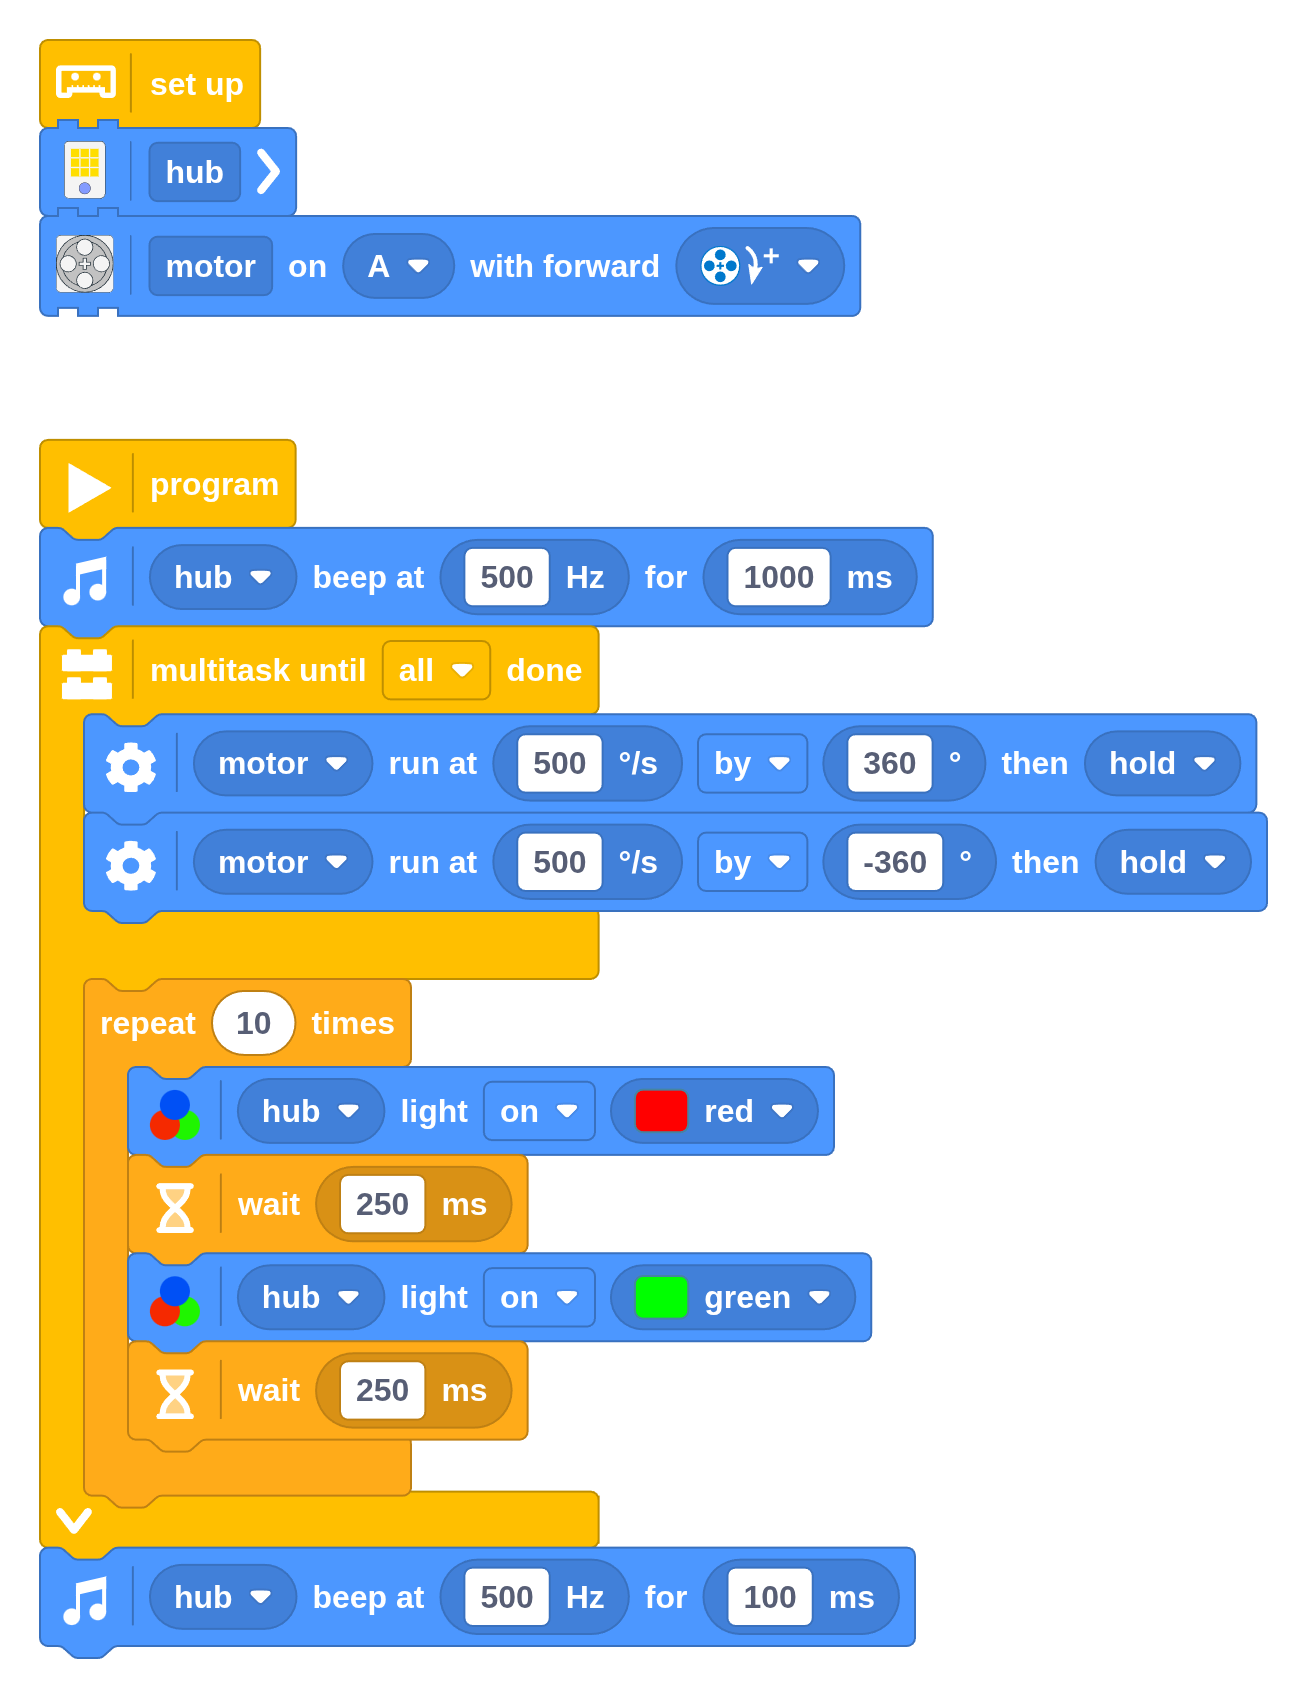 set up
hub
motor on A with forward +
program
hub beep at 500 Hz for 1000 ms
multitask until all done
motor run at 500 °/s by 360 ° then hold
motor run at 500 °/s by -360 ° then hold
repeat 10 times
hub light on red
wait 250 ms
hub light on green
wait 250 ms
hub beep at 500 Hz for 100 ms